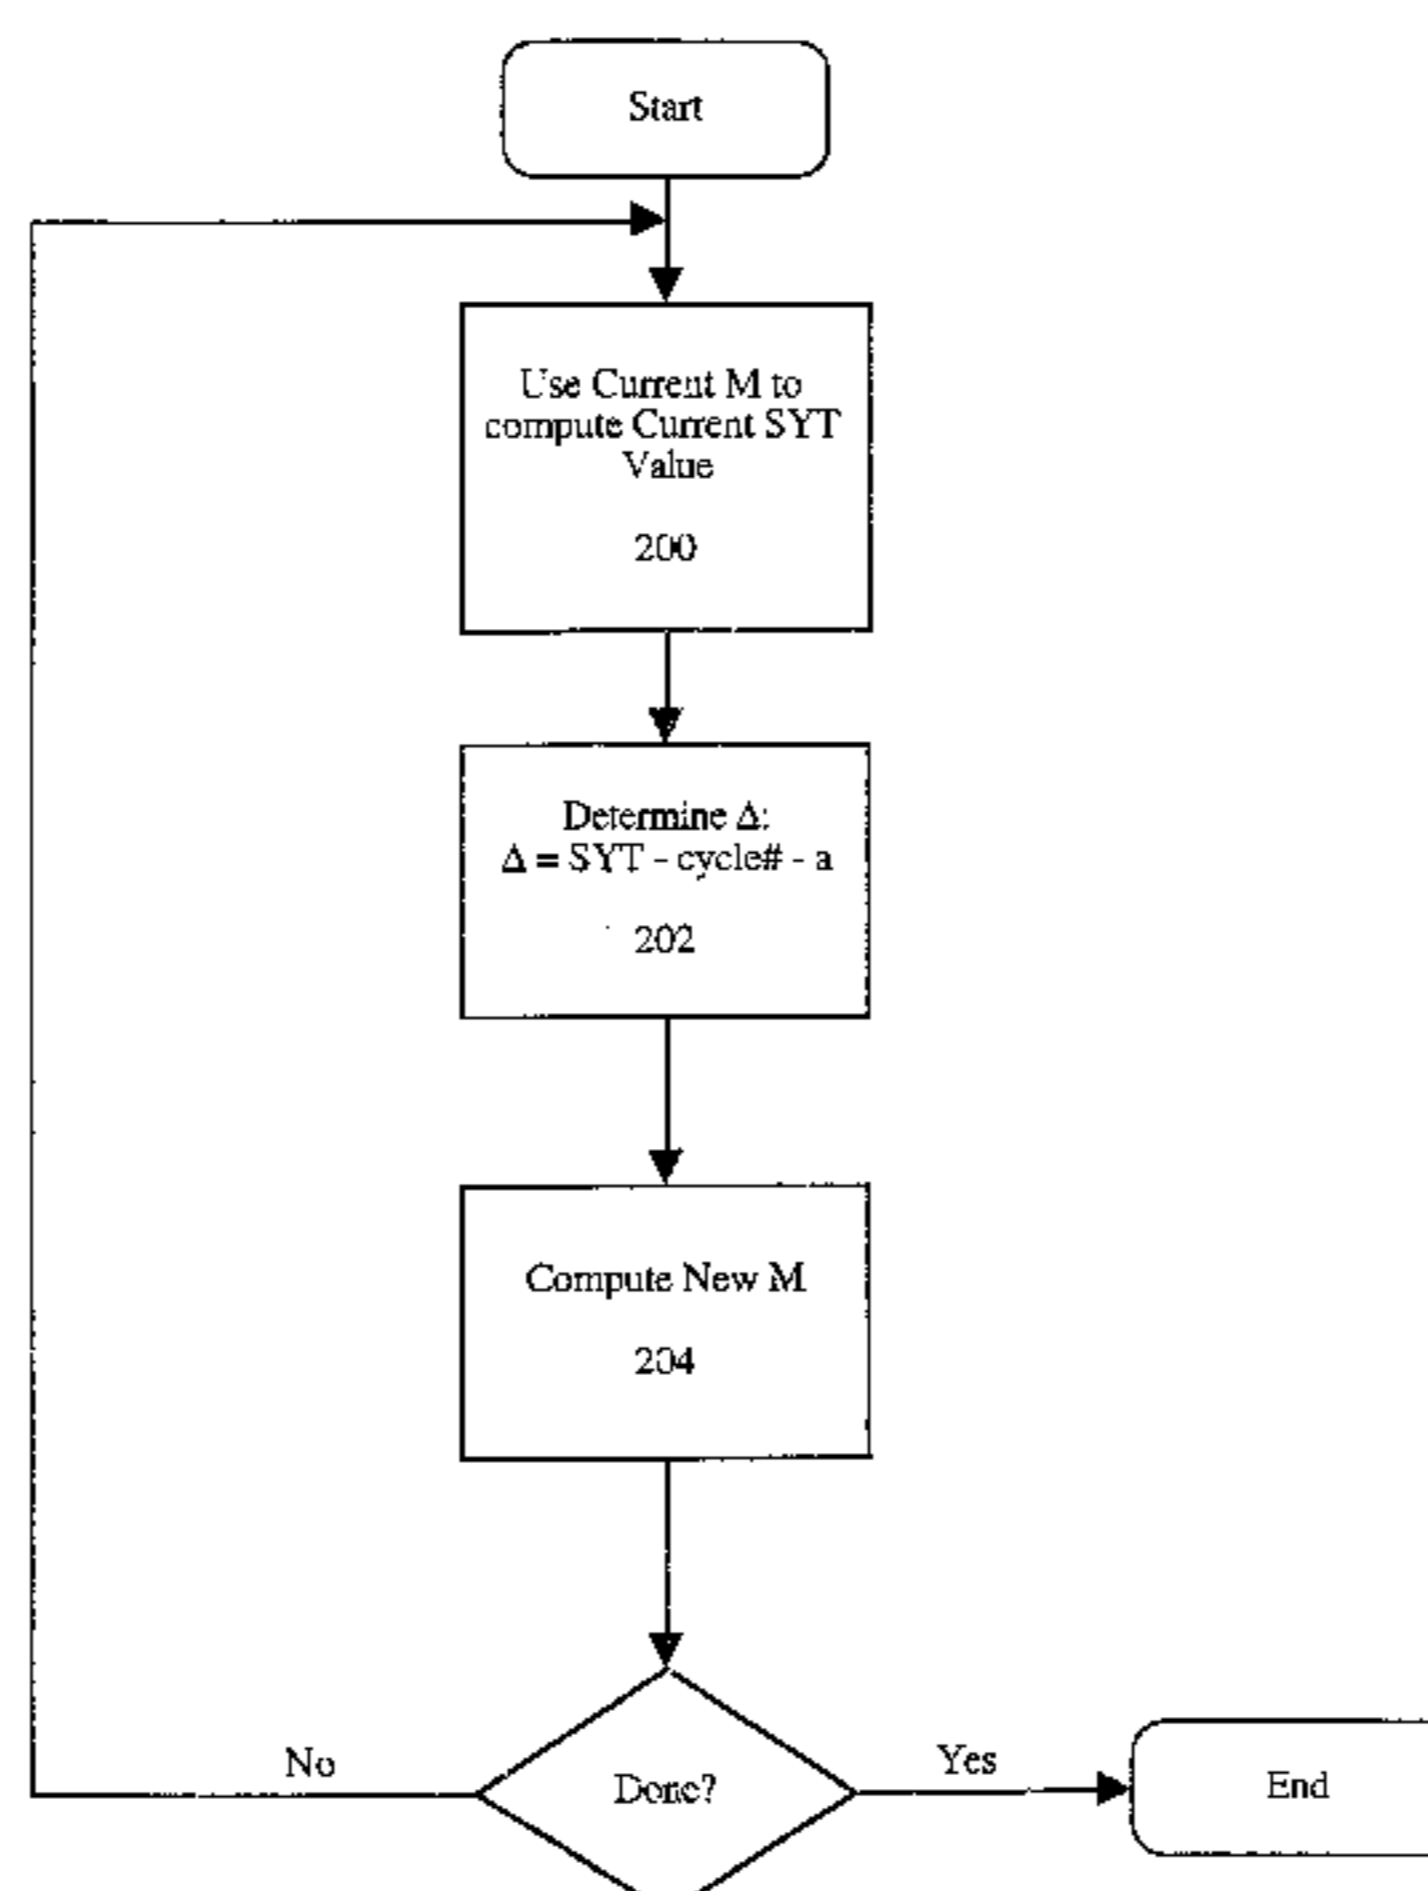 Start
Use Current M to
compute Current SYT
Value
200
Determine Δ:
Δ = SYT - cycle# - a
202
Compute New M
204
No
Done?
Yes
End